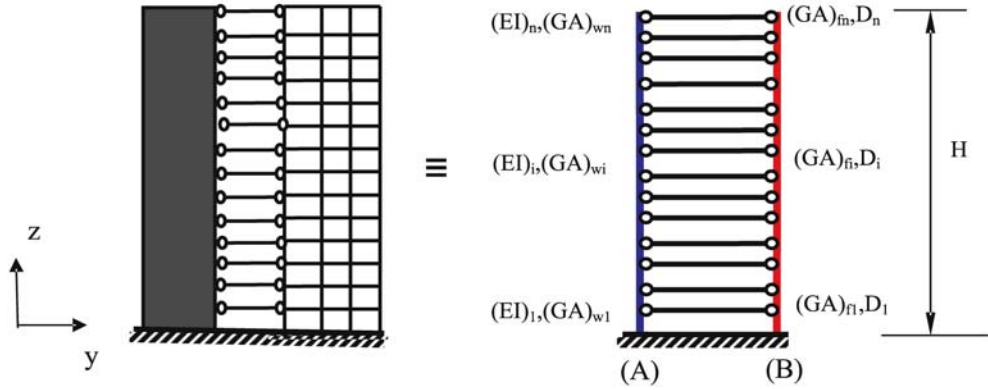 (EI)n,(GA)wn
(GA)fn,Dn
(EI)i,(GA)wi
(GA)fi,Di
H
≡
z
y
(EI)1,(GA)w1
(GA)f1,D1
(A)
(B)